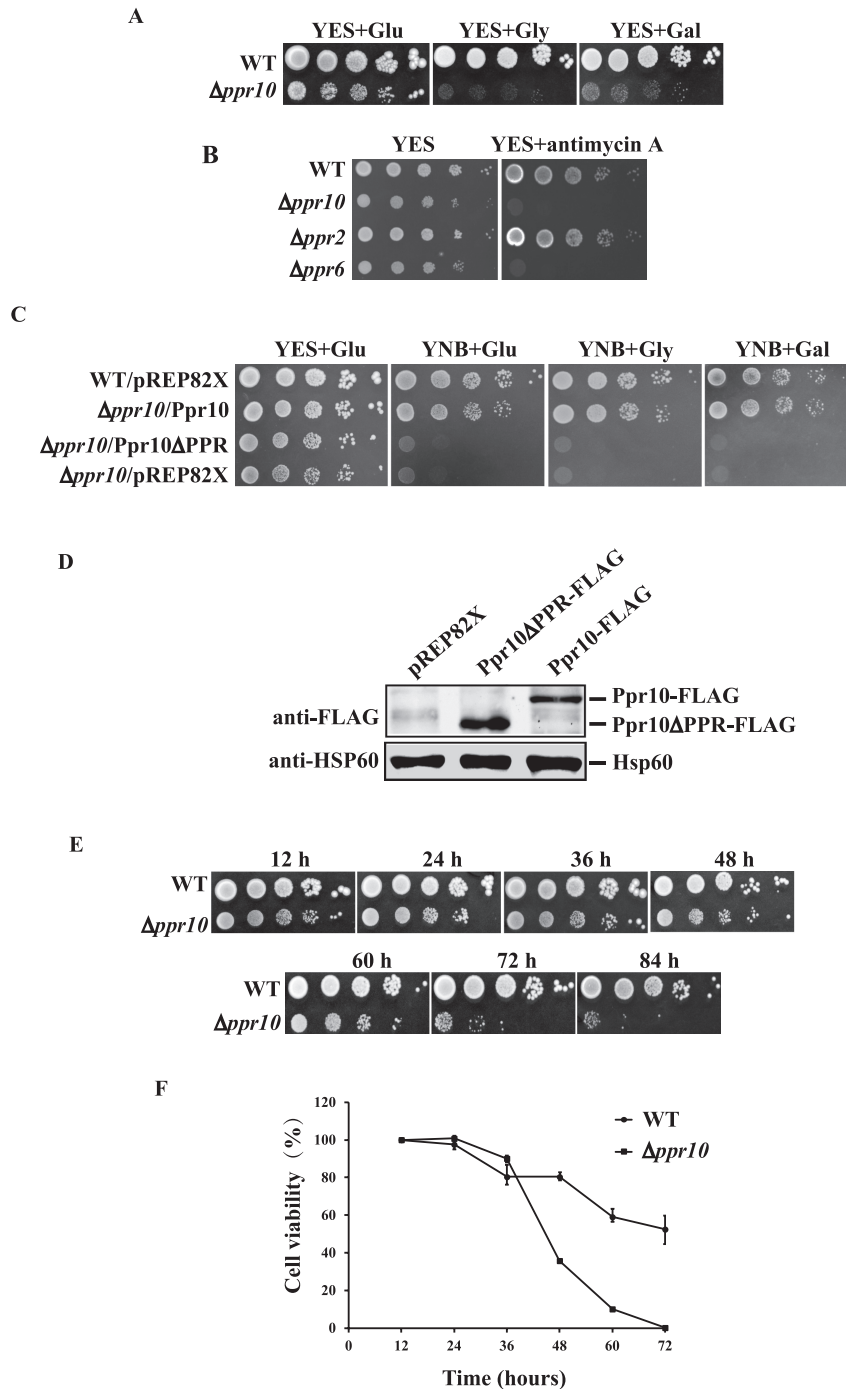 A
YES+Glu YES+Gly YES+Gal
WT
Δppr10
B
YES YES+antimycin A
WT
Δppr10
Δppr2
Δppr6
C
YES+Glu YNB+Glu YNB+Gly YNB+Gal
WT/pREP82X
Δppr10/Ppr10
Δppr10/Ppr10ΔPPR
Δppr10/pREP82X
D
pREP82X Ppr10ΔPPR-FLAG Ppr10-FLAG
anti-FLAG
Ppr10-FLAG
Ppr10ΔPPR-FLAG
anti-HSP60
Hsp60
E
12 h 24 h 36 h 48 h
WT
Δppr10
60 h 72 h 84 h
WT
Δppr10
F
Cell viability (%)
120
100
80
60
40
20
0
WT
Δppr10
0 12 24 36 48 60 72
Time (hours)